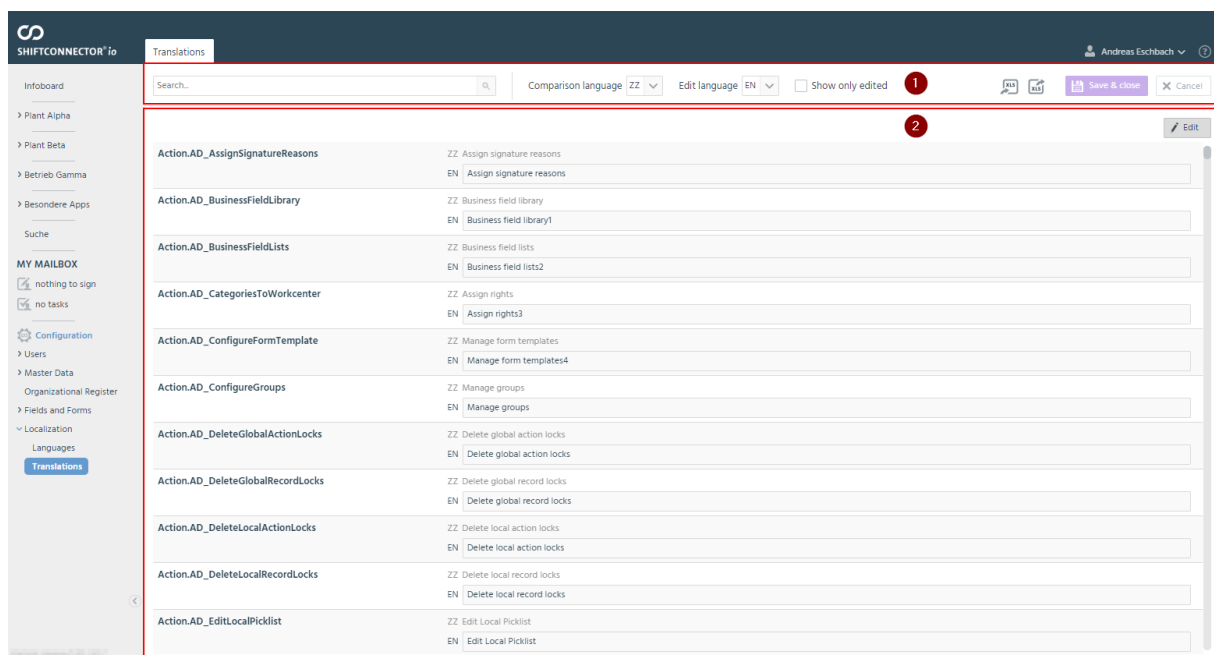 SHIFTCONNECTOR® io
Translations
Andreas Eschbach
?
Infoboard
Plant Alpha
Plant Beta
Betrieb Gamma
Besondere Apps
Suche
MY MAILBOX
nothing to sign
no tasks
Configuration
Users
Master Data
Organizational Register
Fields and Forms
Localization
Languages
Translations
Search...
Comparison language ZZ
Edit language EN
Show only edited
1
XLS
XLS
Save & close
Cancel
2
Edit
Action.AD_AssignSignatureReasons
ZZ Assign signature reasons
EN Assign signature reasons
Action.AD_BusinessFieldLibrary
ZZ Business field library
EN Business field library1
Action.AD_BusinessFieldLists
ZZ Business field lists
EN Business field lists2
Action.AD_CategoriesToWorkcenter
ZZ Assign rights
EN Assign rights3
Action.AD_ConfigureFormTemplate
ZZ Manage form templates
EN Manage form templates4
Action.AD_ConfigureGroups
ZZ Manage groups
EN Manage groups
Action.AD_DeleteGlobalActionLocks
ZZ Delete global action locks
EN Delete global action locks
Action.AD_DeleteGlobalRecordLocks
ZZ Delete global record locks
EN Delete global record locks
Action.AD_DeleteLocalActionLocks
ZZ Delete local action locks
EN Delete local action locks
Action.AD_DeleteLocalRecordLocks
ZZ Delete local record locks
EN Delete local record locks
Action.AD_EditLocalPicklist
ZZ Edit Local Picklist
EN Edit Local Picklist